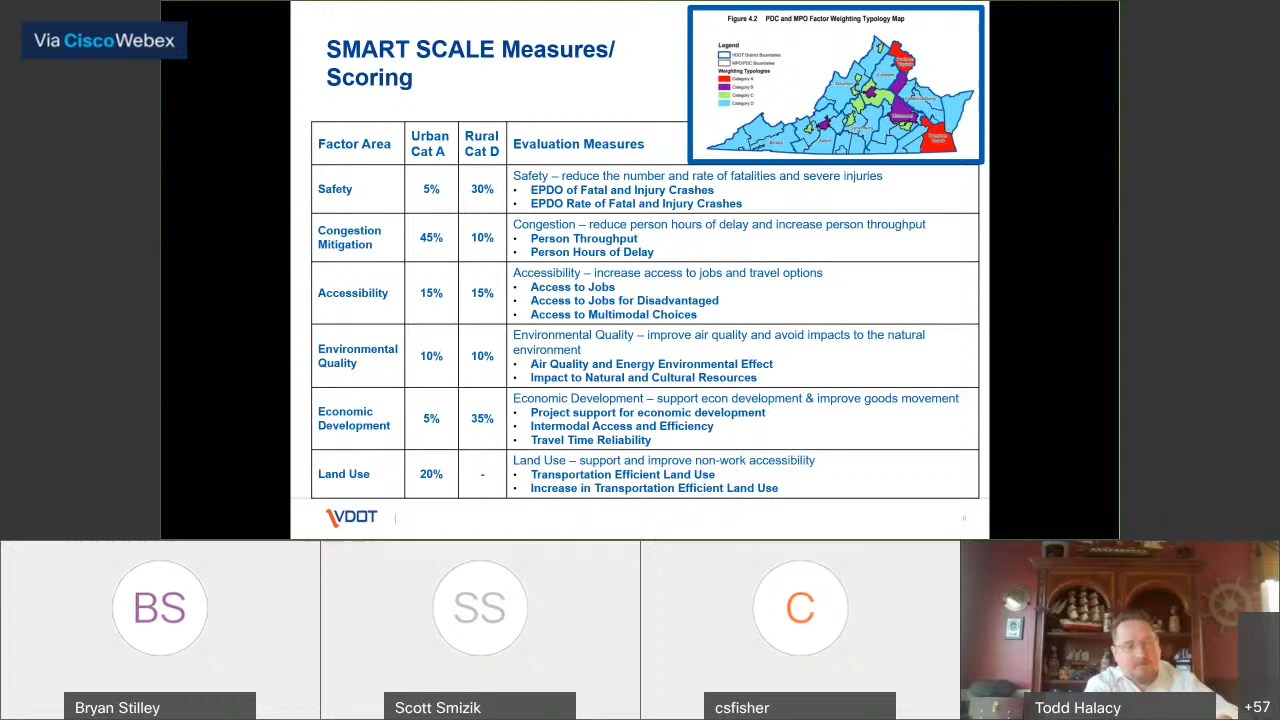 Via CiscoWebex
SMART SCALE Measures/
Scoring
Figure 4.2 PDC and MPO Factor Weighting Typology Map
Legend
VDOT District Boundaries
MPO/PDC Boundaries
Weighting Typologies
Category A
Category B
Category C
Category D
Factor Area
Urban
Cat A
Rural
Cat D
Evaluation Measures
Safety
5%
30%
Safety – reduce the number and rate of fatalities and severe injuries
• EPDO of Fatal and Injury Crashes
• EPDO Rate of Fatal and Injury Crashes
Congestion
Mitigation
45%
10%
Congestion – reduce person hours of delay and increase person throughput
• Person Throughput
• Person Hours of Delay
Accessibility
15%
15%
Accessibility – increase access to jobs and travel options
• Access to Jobs
• Access to Jobs for Disadvantaged
• Access to Multimodal Choices
Environmental
Quality
10%
10%
Environmental Quality – improve air quality and avoid impacts to the natural
environment
• Air Quality and Energy Environmental Effect
• Impact to Natural and Cultural Resources
Economic
Development
5%
35%
Economic Development – support econ development & improve goods movement
• Project support for economic development
• Intermodal Access and Efficiency
• Travel Time Reliability
Land Use
20%
-
Land Use – support and improve non-work accessibility
• Transportation Efficient Land Use
• Increase in Transportation Efficient Land Use
VDOT
BS
SS
C
Bryan Stilley
Scott Smizik
csfisher
Todd Halacy
+57